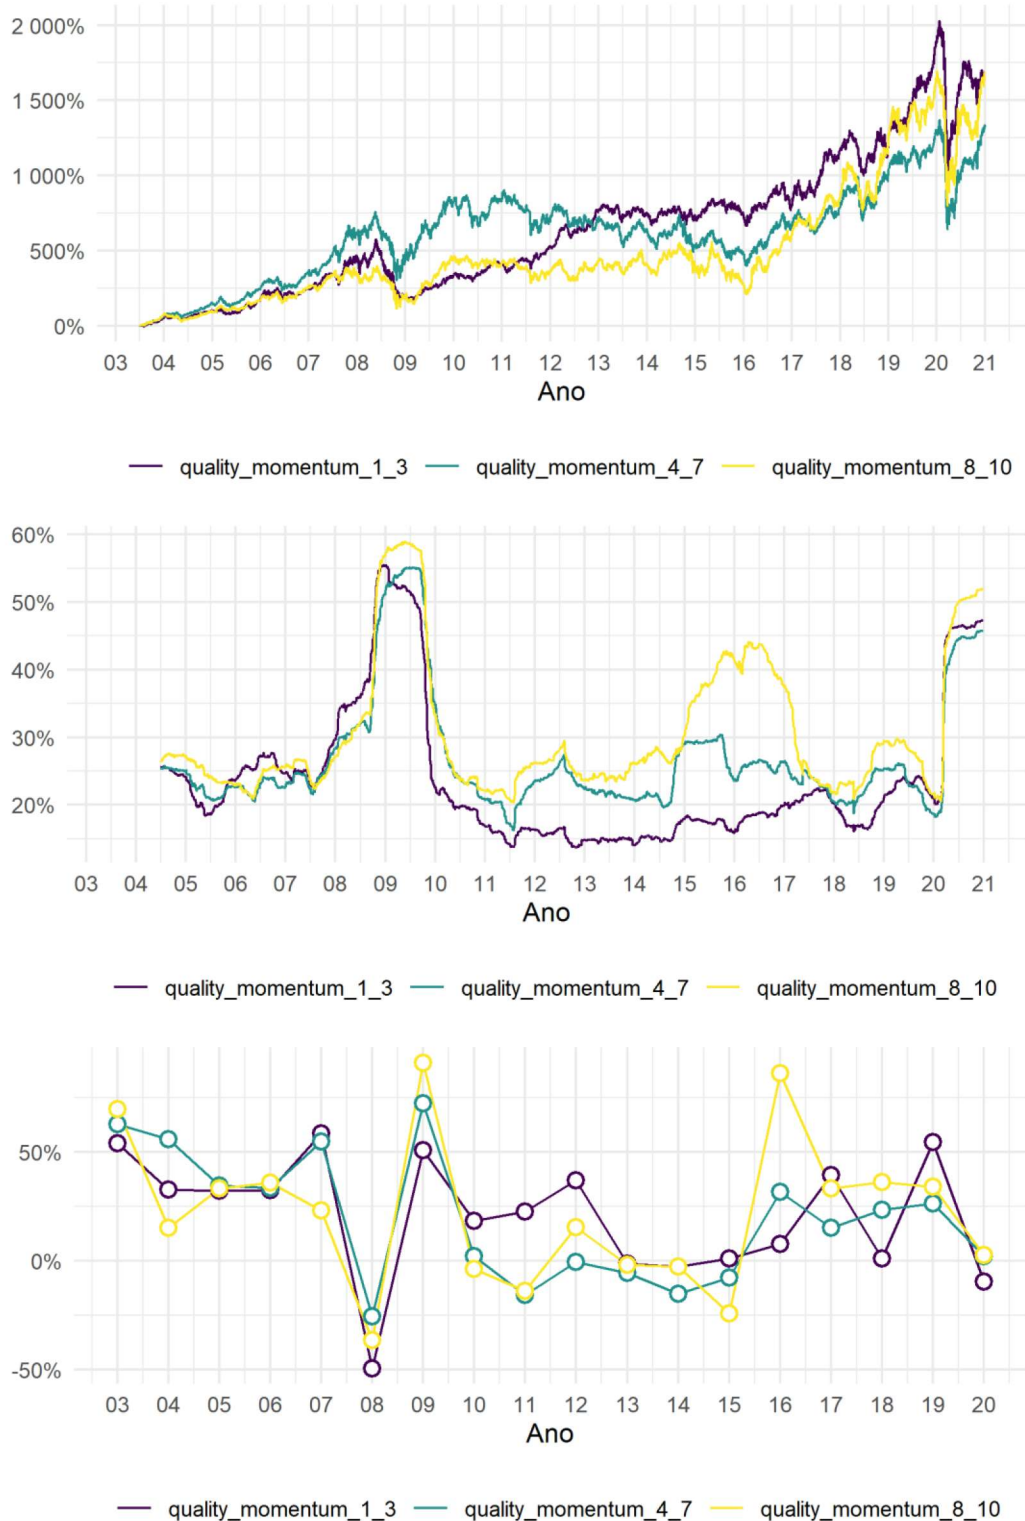 2 000%
1 500%
1 000%
500%
0%
03 04 05 06 07 08 09 10 11 12 13 14 15 16 17 18 19 20 21
Ano
quality_momentum_1_3 quality_momentum_4_7 quality_momentum_8_10
60%
50%
40%
30%
20%
03 04 05 06 07 08 09 10 11 12 13 14 15 16 17 18 19 20 21
Ano
quality_momentum_1_3 quality_momentum_4_7 quality_momentum_8_10
50%
0%
-50%
03 04 05 06 07 08 09 10 11 12 13 14 15 16 17 18 19 20
Ano
quality_momentum_1_3 quality_momentum_4_7 quality_momentum_8_10